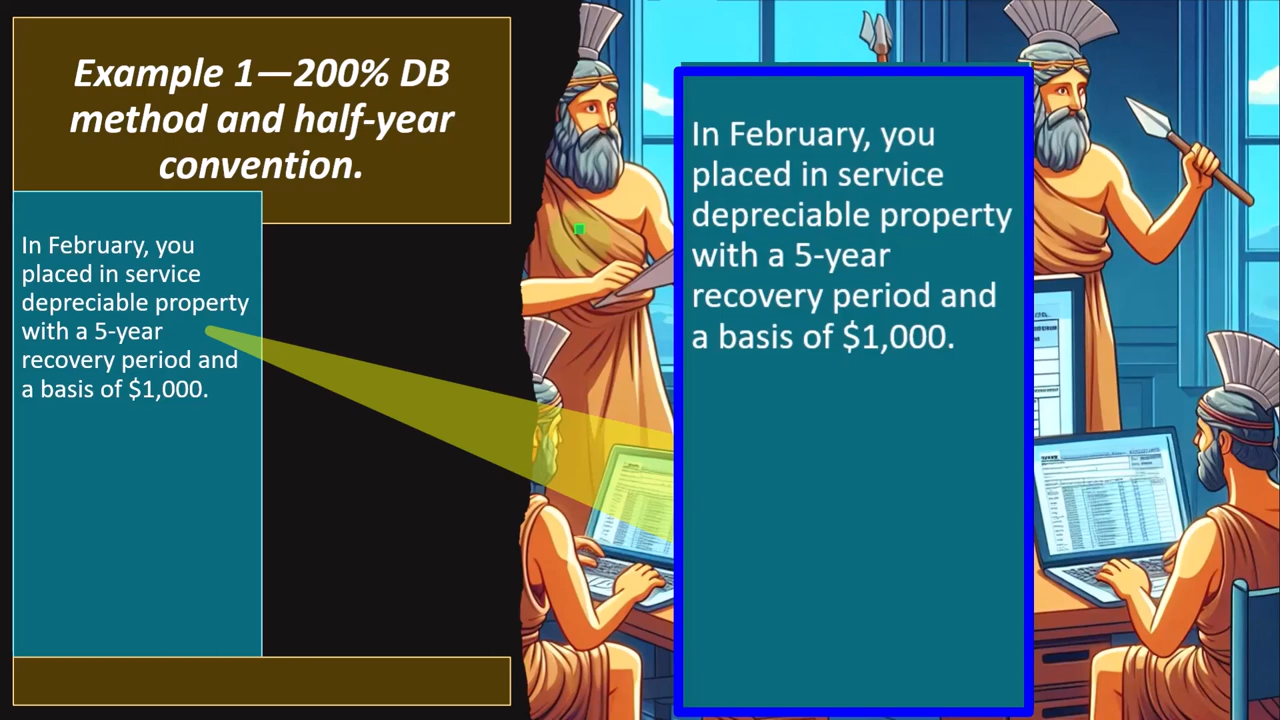 Example 1—200% DB
method and half-year
convention.
In February, you
placed in service
depreciable property
with a 5-year
recovery period and
a basis of $1,000.
In February, you
placed in service
depreciable property
with a 5-year
recovery period and
a basis of $1,000.